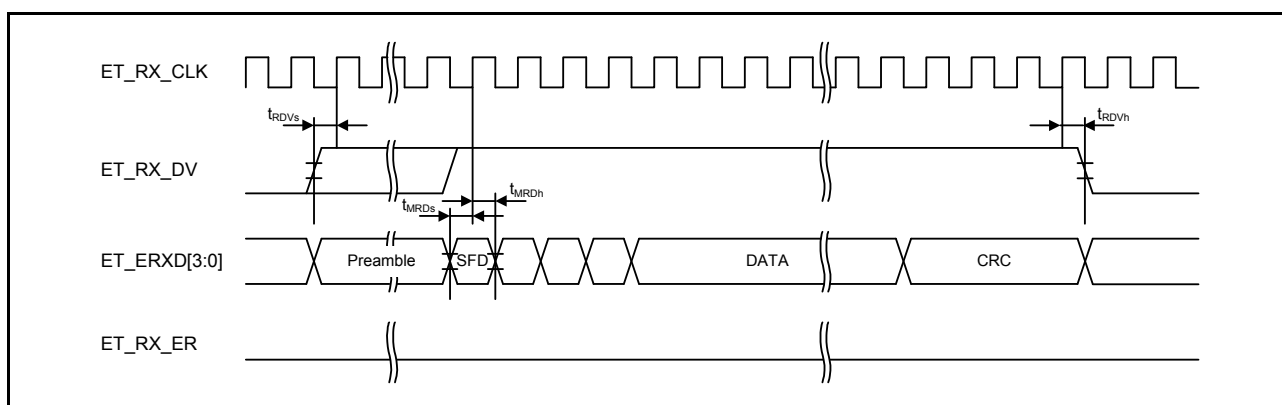 ET_RX_CLK
tRDVs
tRDVh
ET_RX_DV
tMRDh
tMRDs
ET_ERXD[3:0]
Preamble
SFD
DATA
CRC
ET_RX_ER